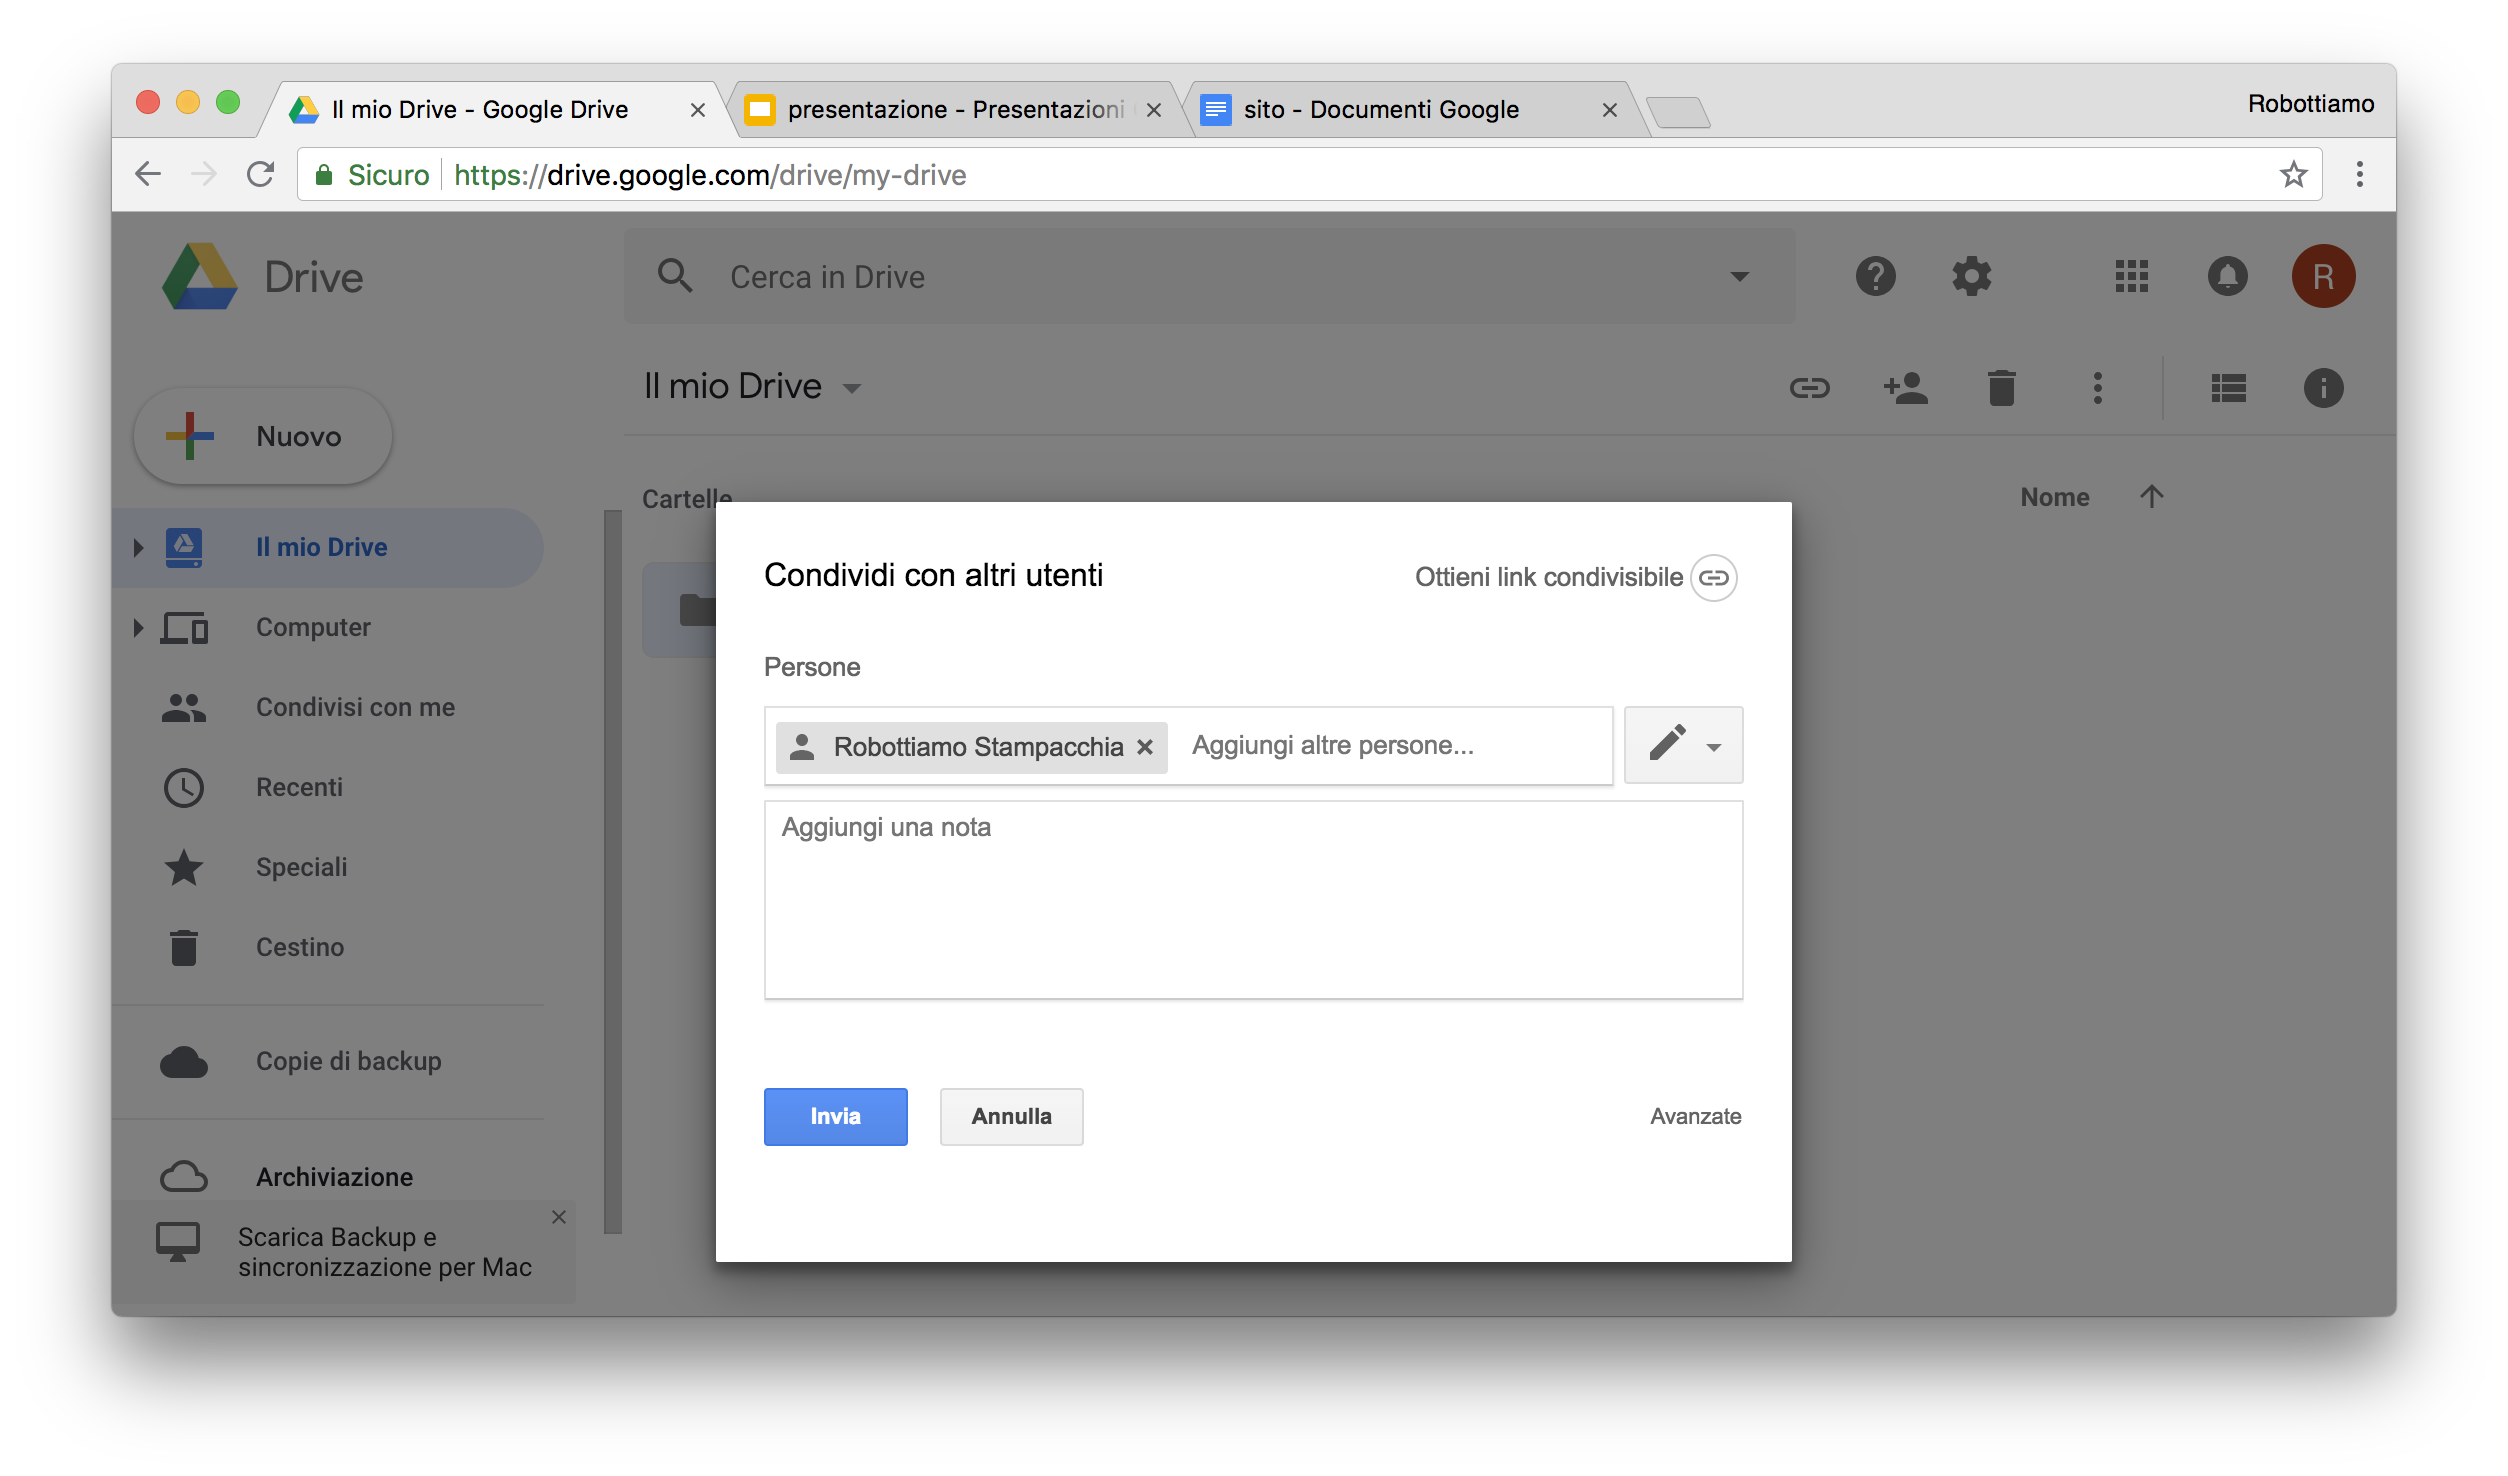 Il mio Drive - Google Drive
presentazione - Presentazioni
sito - Documenti Google
Robottiamo
Sicuro
https://drive.google.com/drive/my-drive
Drive
Cerca in Drive
R
Il mio Drive
Nuovo
Cartelle
Nome
Il mio Drive
Computer
Condivisi con me
Recenti
Speciali
Cestino
Copie di backup
Archiviazione
Scarica Backup e
sincronizzazione per Mac
Condividi con altri utenti
Ottieni link condivisibile
Persone
Robottiamo Stampacchia
Aggiungi altre persone...
Aggiungi una nota
Invia
Annulla
Avanzate